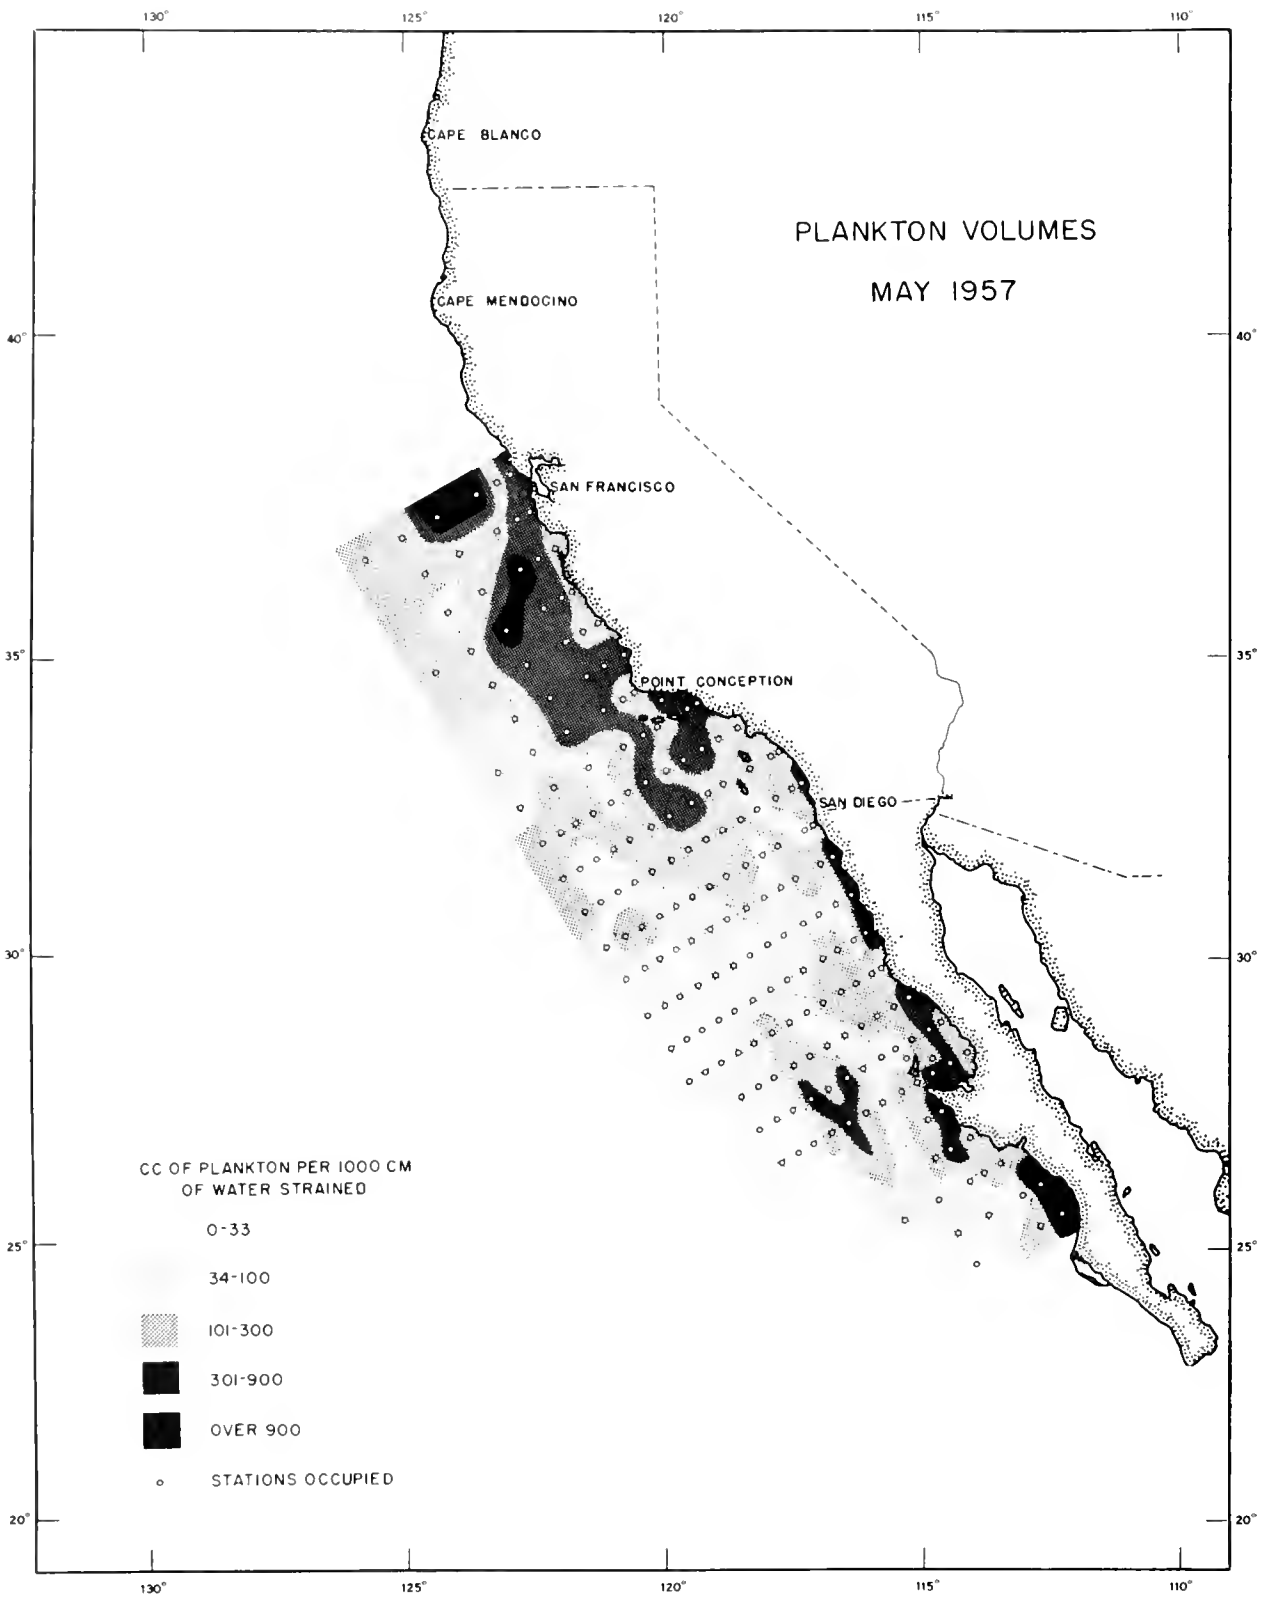 130° 125° 120° 115° 110°
CAPE BLANCO
PLANKTON VOLUMES
MAY 1957
CAPE MENDOCINO
40° 40°
SAN FRANCISCO
35° 35°
POINT CONCEPTION
SAN DIEGO
30° 30°
CC OF PLANKTON PER 1000 CM
OF WATER STRAINED
0-33
25° 25°
34-100
101-300
301-900
OVER 900
STATIONS OCCUPIED
20° 20°
130° 125° 120° 115° 110°